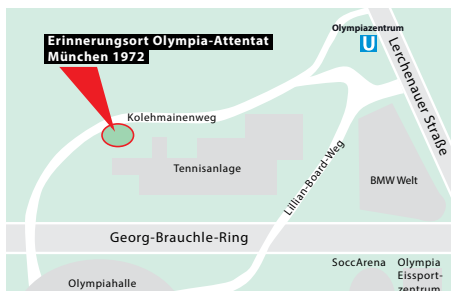 Olympiazentrum
U
Erinnerungsort Olympia-Attentat
München 1972
Lerchenauer Straße
Kolehmainenweg
Tennisanlage
Lillian-Board-Weg
BMW Welt
Georg-Brauchle-Ring
SoccArena
Olympia
Eissport-
zentrum
Olympiahalle